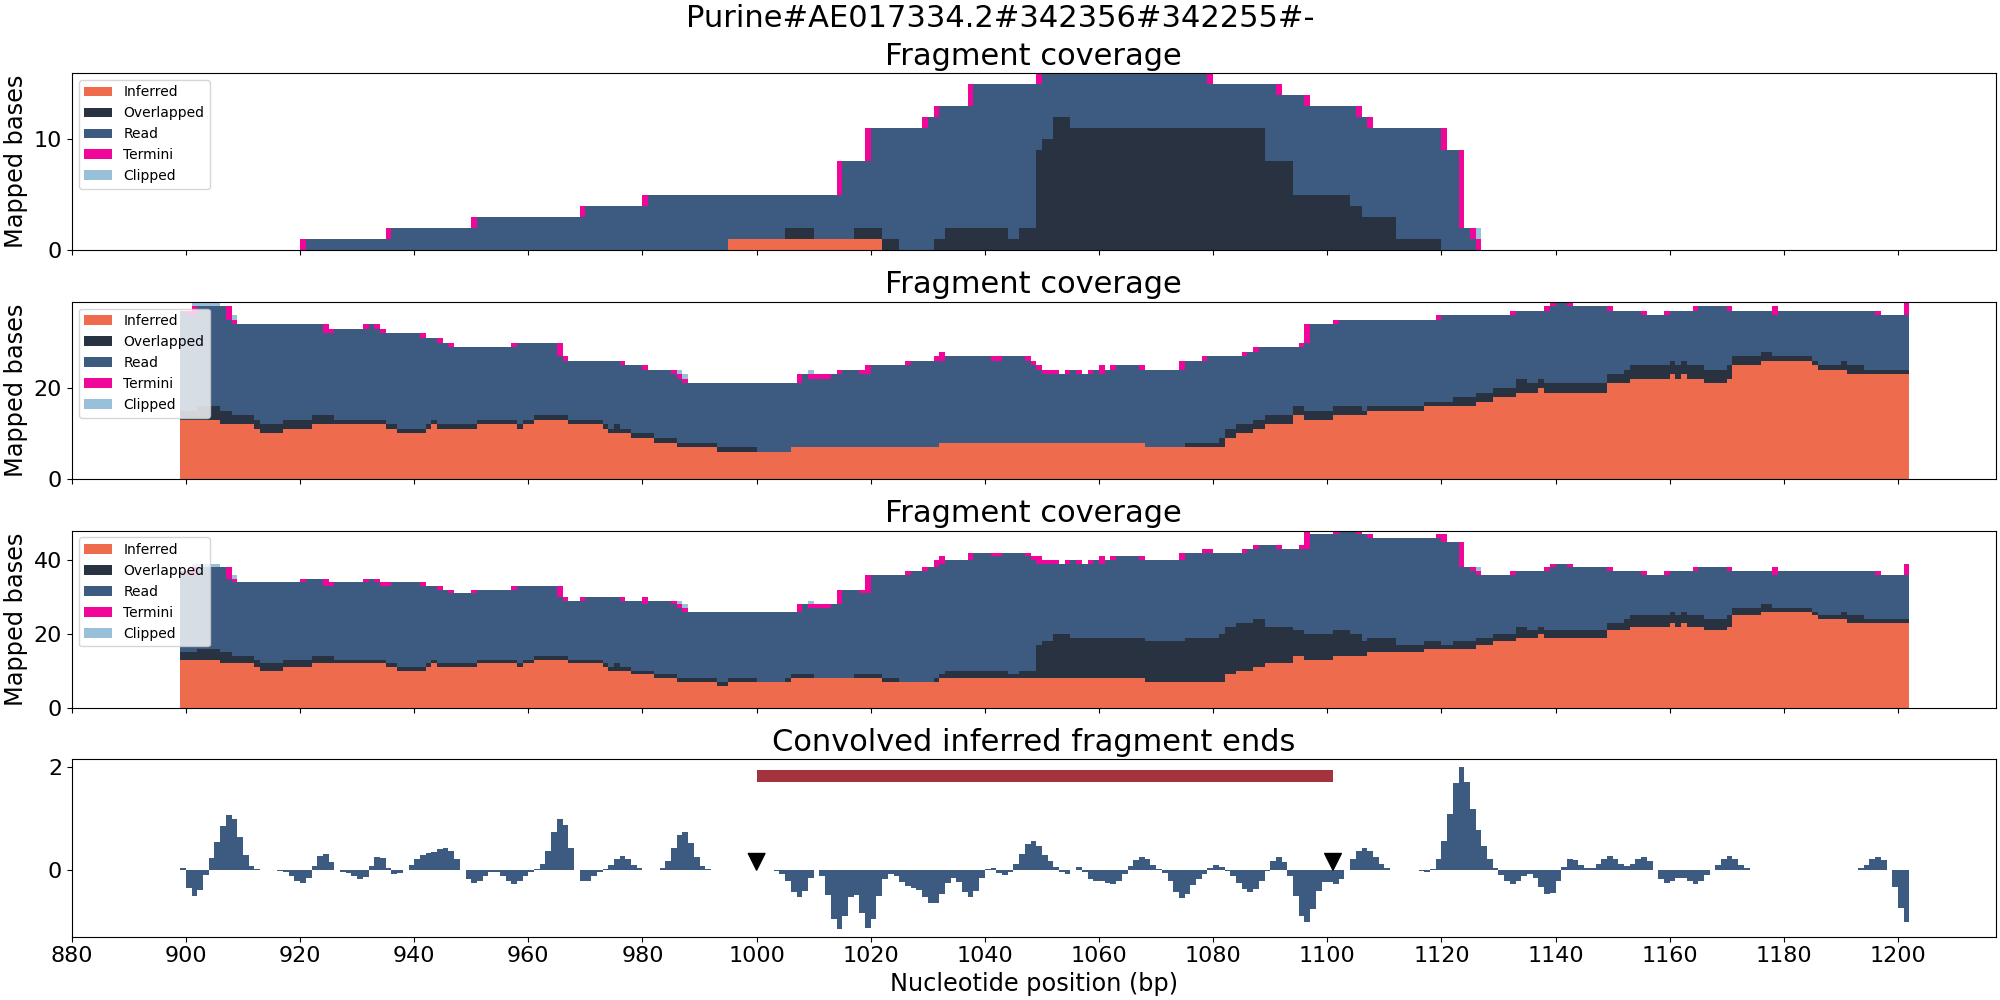 Purine#AE017334.2#342356#342255#-
Fragment coverage
Mapped bases
10
0
Inferred
Overlapped
Read
Termini
Clipped
Fragment coverage
Mapped bases
20
0
Inferred
Overlapped
Read
Termini
Clipped
Fragment coverage
Mapped bases
40
20
0
Inferred
Overlapped
Read
Termini
Clipped
Convolved inferred fragment ends
2
0
880 900 920 940 960 980 1000 1020 1040 1060 1080 1100 1120 1140 1160 1180 1200
Nucleotide position (bp)